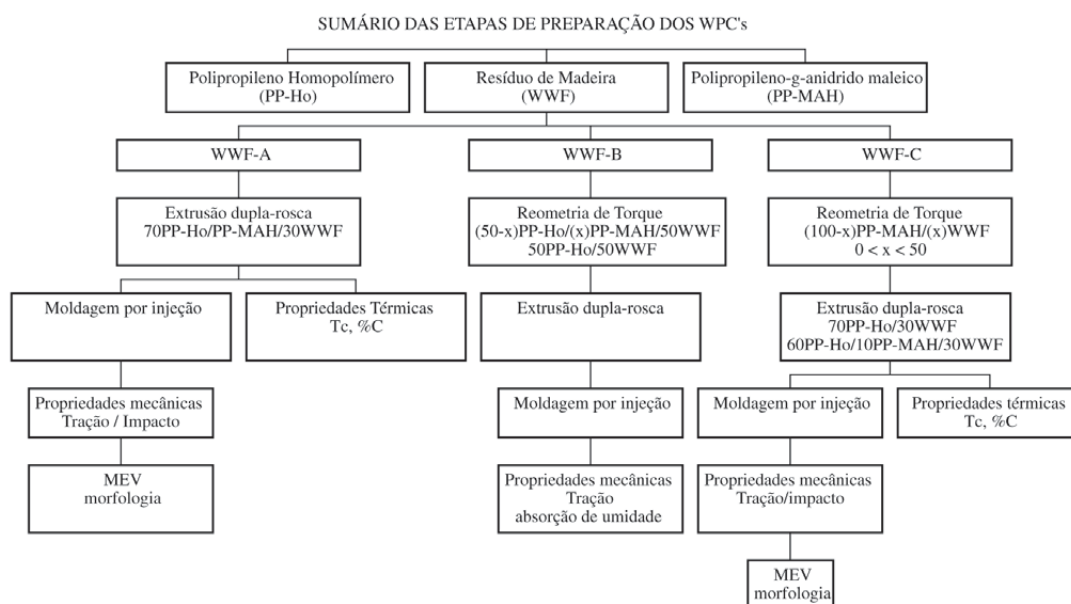 SUMÁRIO DAS ETAPAS DE PREPARAÇÃO DOS WPC's
Polipropileno Homopolímero
(PP-Ho)
Resíduo de Madeira
(WWF)
Polipropileno-g-anidrido maleico
(PP-MAH)
WWF-A
WWF-B
WWF-C
Extrusão dupla-rosca
70PP-Ho/PP-MAH/30WWF
Reometria de Torque
(50-x)PP-Ho/(x)PP-MAH/50WWF
50PP-Ho/50WWF
Reometria de Torque
(100-x)PP-MAH/(x)WWF
0 < x < 50
Moldagem por injeção
Propriedades Térmicas
Tc, %C
Extrusão dupla-rosca
Extrusão dupla-rosca
70PP-Ho/30WWF
60PP-Ho/10PP-MAH/30WWF
Propriedades mecânicas
Tração / Impacto
Moldagem por injeção
Moldagem por injeção
Propriedades térmicas
Tc, %C
MEV
morfologia
Propriedades mecânicas
Tração
absorção de umidade
Propriedades mecânicas
Tração/impacto
MEV
morfologia